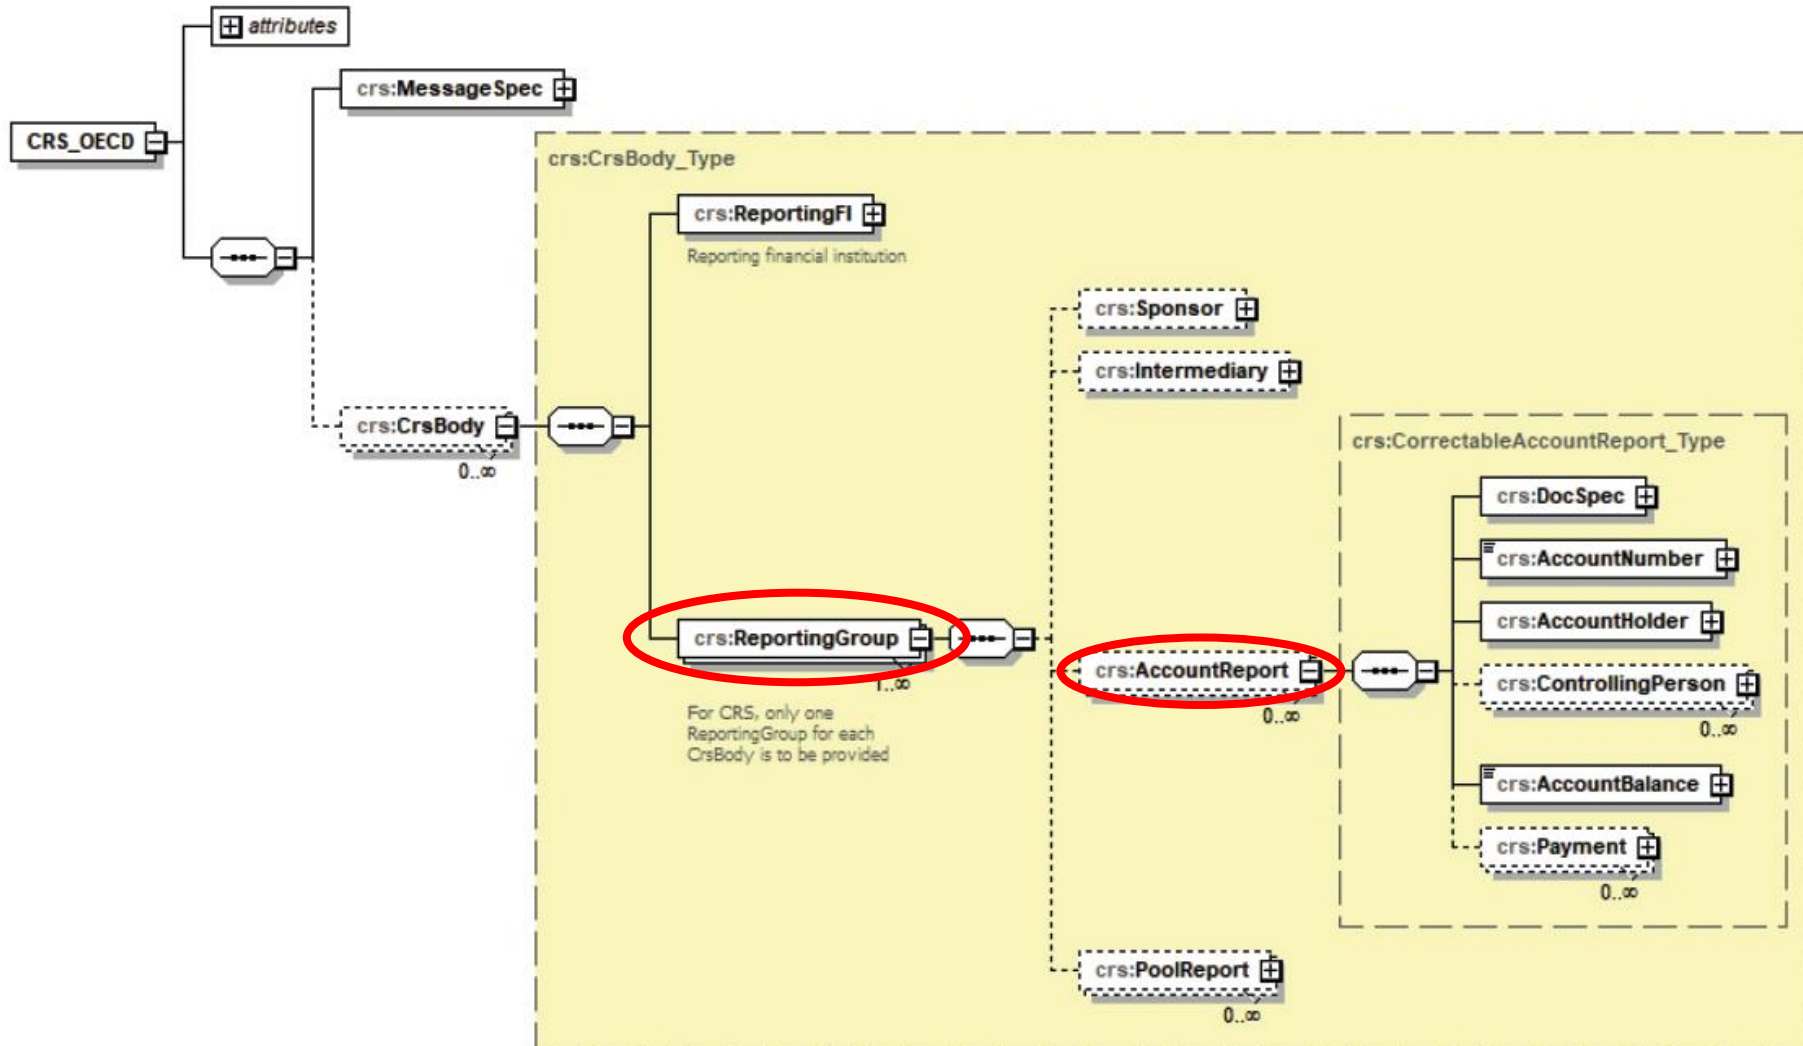 attributes
crs:MessageSpec
CRS_OECD
crs:CrsBody_Type
crs:ReportingFI
Reporting financial institution
crs:Sponsor
crs:Intermediary
crs:CrsBody
0..∞
crs:CorrectableAccountReport_Type
crs:DocSpec
crs:AccountNumber
crs:AccountHolder
crs:ReportingGroup
1..∞
For CRS, only one
ReportingGroup for each
CrsBody is to be provided
crs:AccountReport
0..∞
crs:ControllingPerson
0..∞
crs:AccountBalance
crs:Payment
0..∞
crs:PoolReport
0..∞